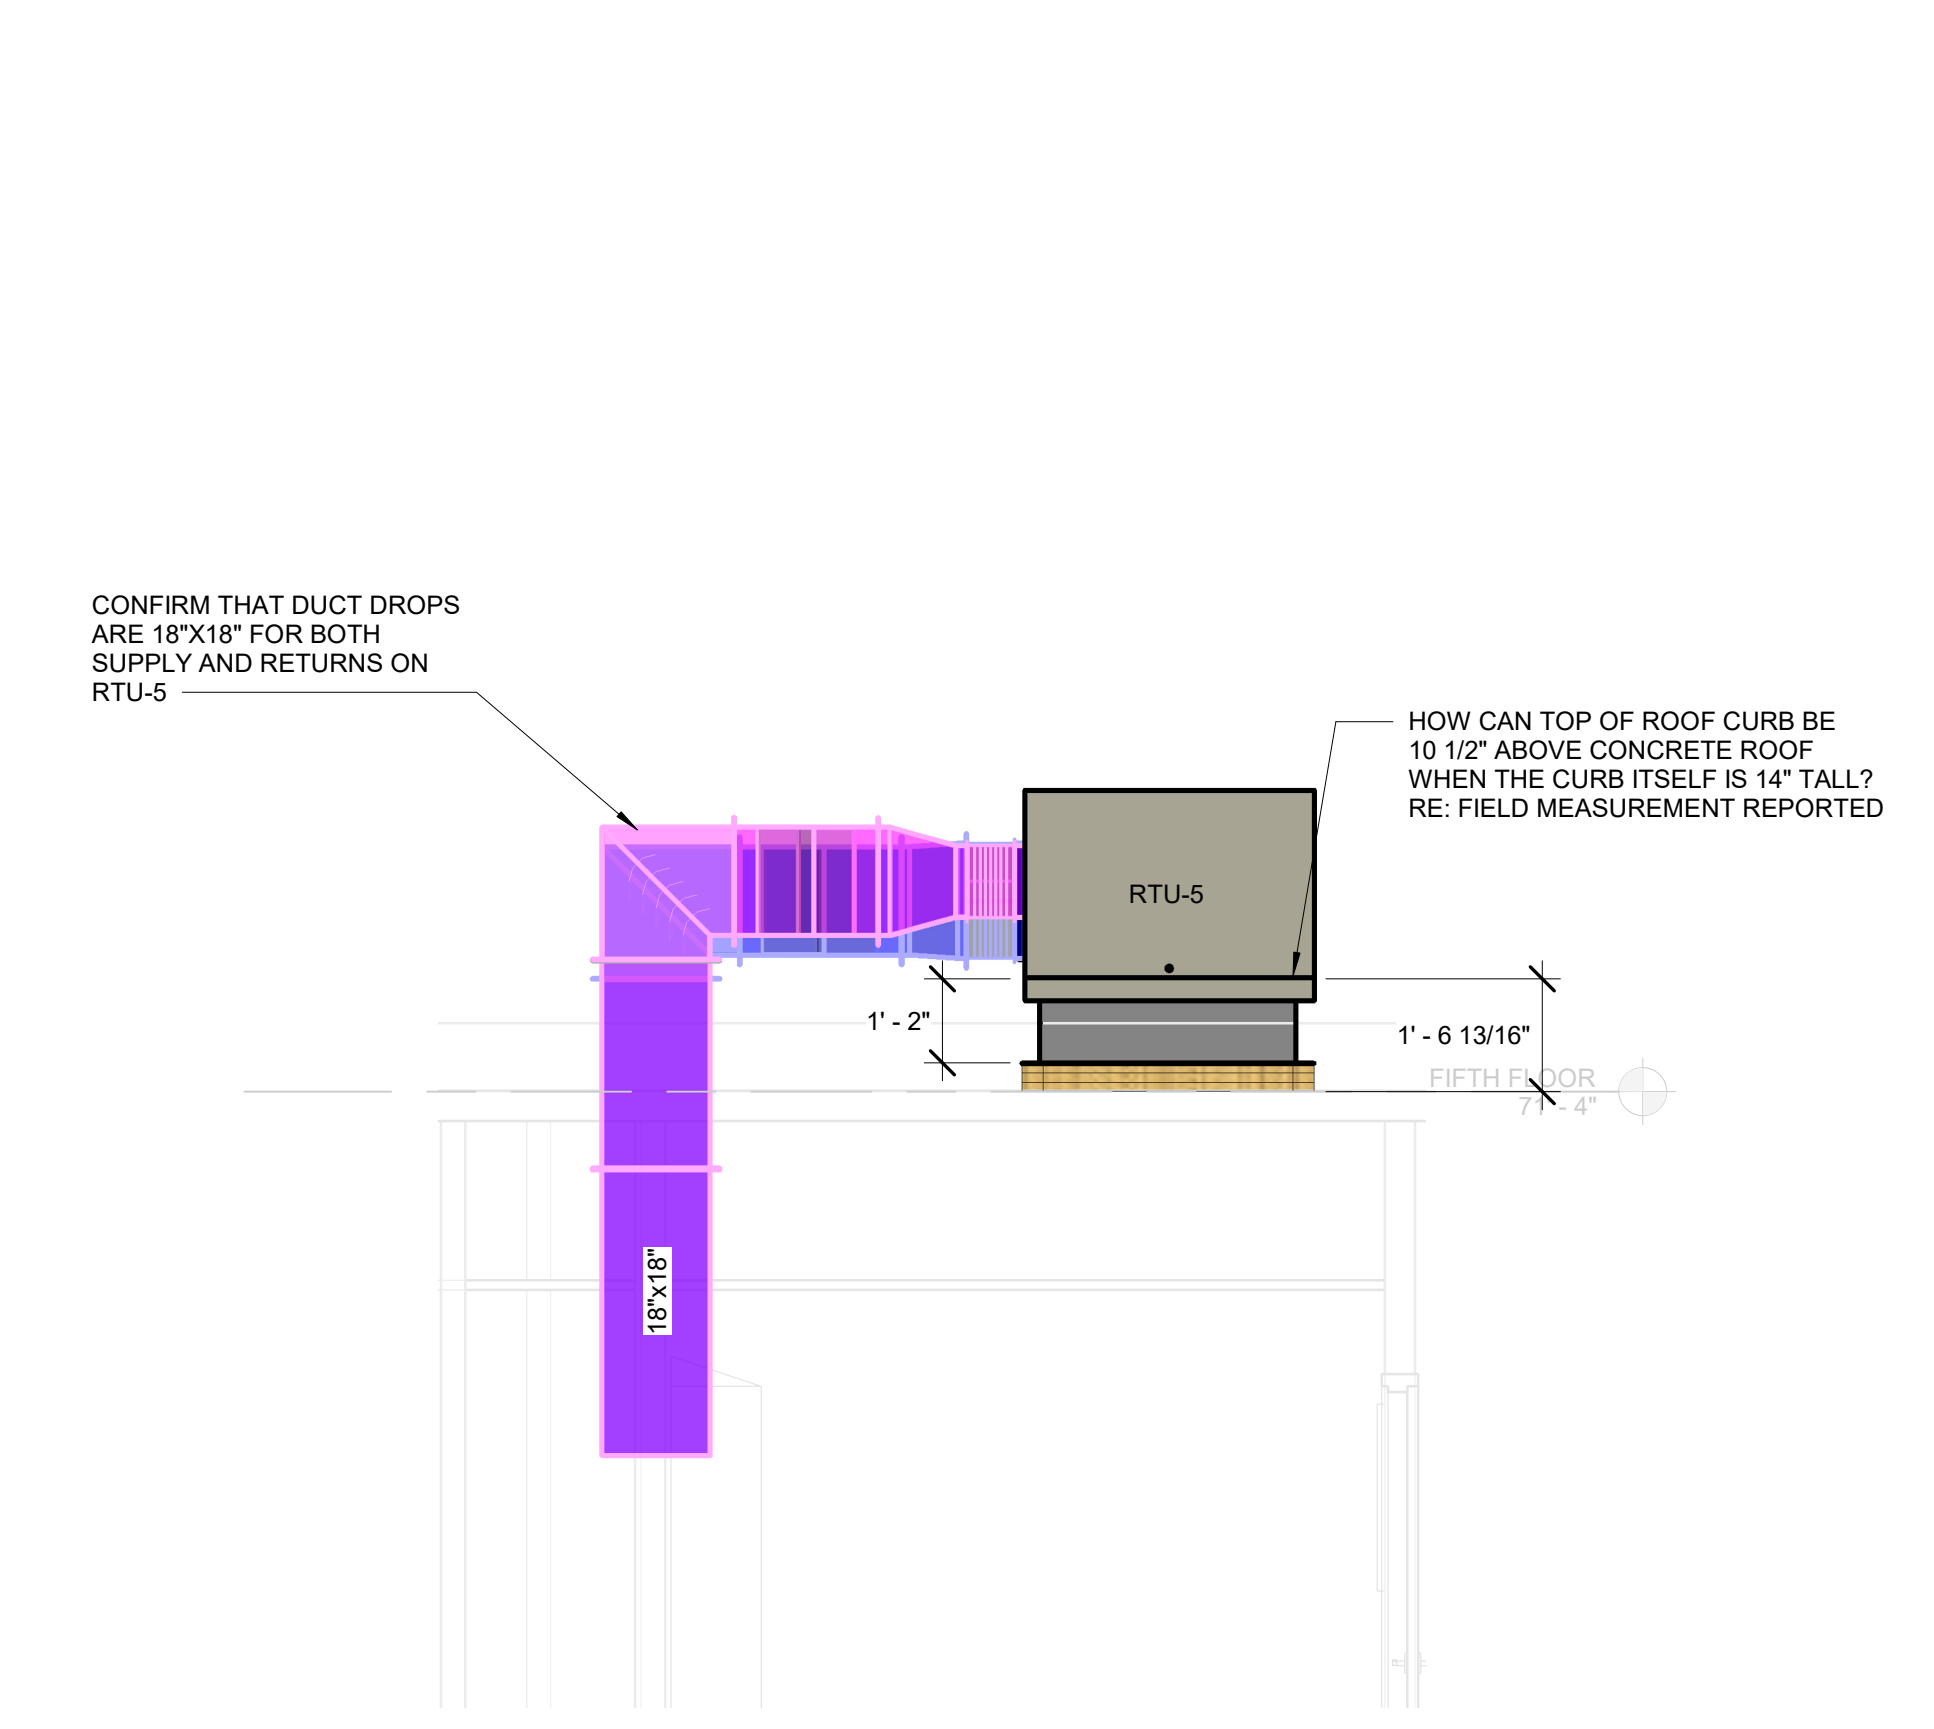 CONFIRM THAT DUCT DROPS
ARE 18"X18" FOR BOTH
SUPPLY AND RETURNS ON
RTU-5
HOW CAN TOP OF ROOF CURB BE
10 1/2" ABOVE CONCRETE ROOF
WHEN THE CURB ITSELF IS 14" TALL?
RE: FIELD MEASUREMENT REPORTED
RTU-5
1' - 2"
1' - 6 13/16"
FIFTH FLOOR
71' - 4"
18"x18"